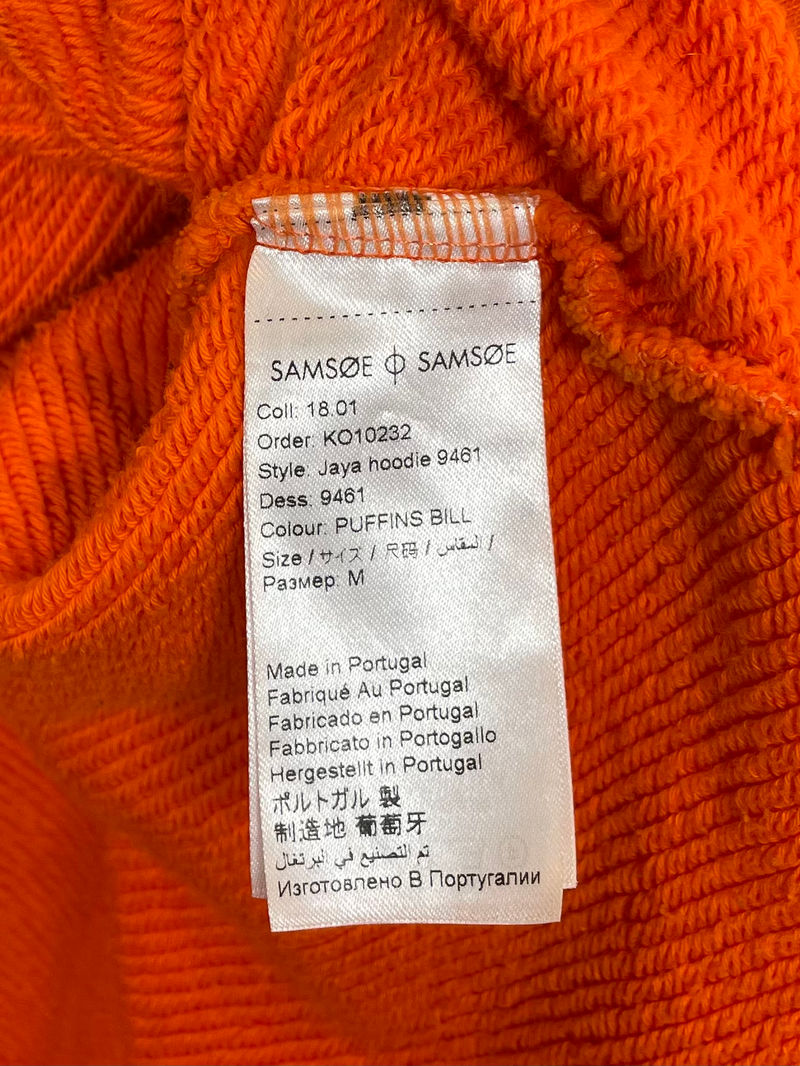 SAMSØE SAMSØE
Coll: 18.01
Order: KO10232
Style: Jaya hoodie 9461
Dess: 9461
Colour: PUFFINS BILL
Size / サイズ / 尺码 / المقاس /
Размер: M
Made in Portugal
Fabriqué Au Portugal
Fabricado en Portugal
Fabbricato in Portogallo
Hergestellt in Portugal
ポルトガル 製
制造地 葡萄牙
تم التصنيع في البرتغال
Изготовлено В Португалии